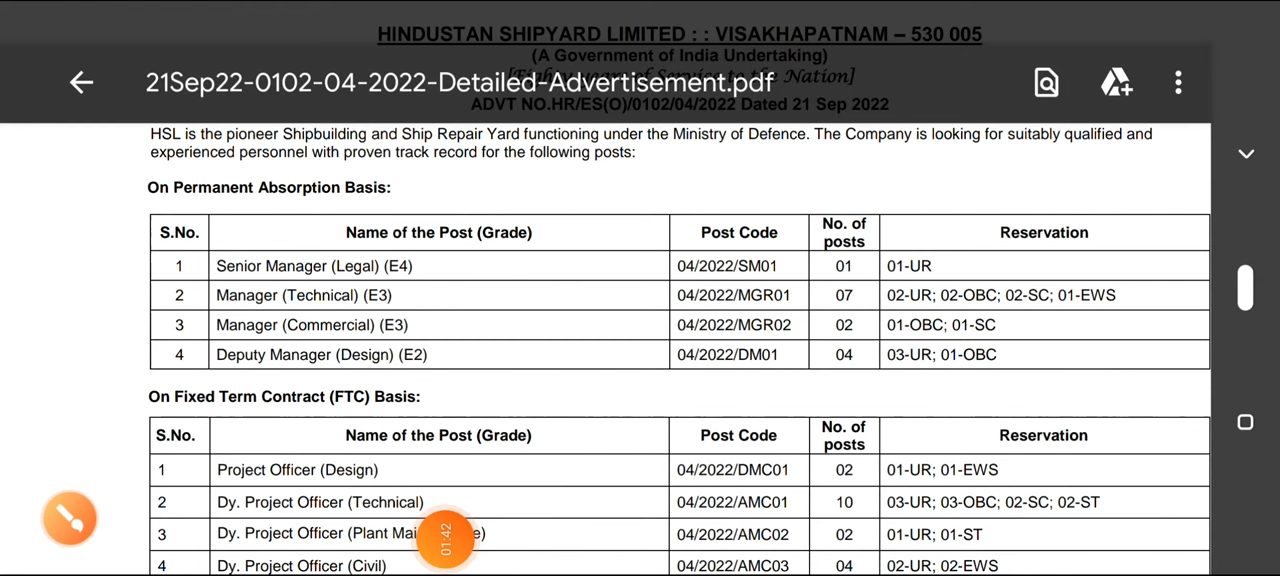 HINDUSTAN SHIPYARD LIMITED : : VISAKHAPATNAM – 530 005
(A Government of India Undertaking)
21Sep22-0102-04-2022-Detailed-Advertisement.pdf
Nation]
ADVT NO.HR/ES(O)/0102/04/2022 Dated 21 Sep 2022
HSL is the pioneer Shipbuilding and Ship Repair Yard functioning under the Ministry of Defence. The Company is looking for suitably qualified and
experienced personnel with proven track record for the following posts:
On Permanent Absorption Basis:
S.No. Name of the Post (Grade) Post Code No. of posts Reservation
1 Senior Manager (Legal) (E4) 04/2022/SM01 01 01-UR
2 Manager (Technical) (E3) 04/2022/MGR01 07 02-UR; 02-OBC; 02-SC; 01-EWS
3 Manager (Commercial) (E3) 04/2022/MGR02 02 01-OBC; 01-SC
4 Deputy Manager (Design) (E2) 04/2022/DM01 04 03-UR; 01-OBC
On Fixed Term Contract (FTC) Basis:
S.No. Name of the Post (Grade) Post Code No. of posts Reservation
1 Project Officer (Design) 04/2022/DMC01 02 01-UR; 01-EWS
2 Dy. Project Officer (Technical) 04/2022/AMC01 10 03-UR; 03-OBC; 02-SC; 02-ST
3 Dy. Project Officer (Plant 04/2022/AMC02 02 01-UR; 01-ST
4 Dy. Project Officer (Civil) 04/2022/AMC03 04 02-UR; 02-EWS
01:42